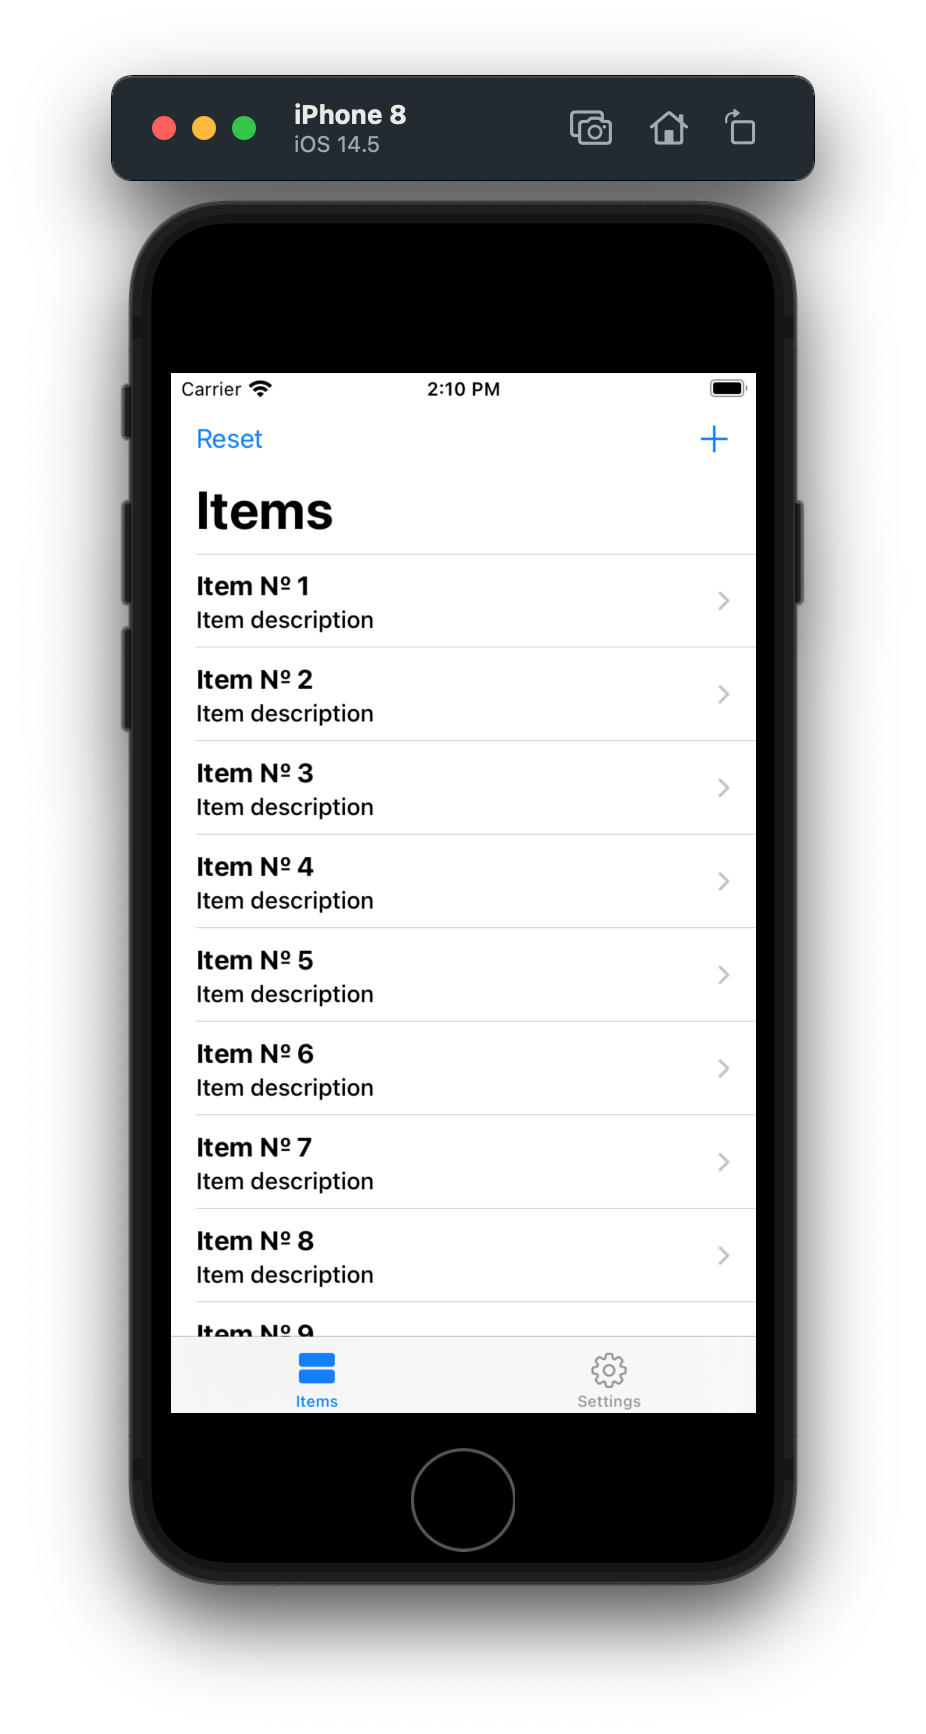 iPhone 8
iOS 14.5
Carrier 2:10 PM
Reset +
Items
Item Nº 1
Item description
Item Nº 2
Item description
Item Nº 3
Item description
Item Nº 4
Item description
Item Nº 5
Item description
Item Nº 6
Item description
Item Nº 7
Item description
Item Nº 8
Item description
Item Nº 9
Items Settings